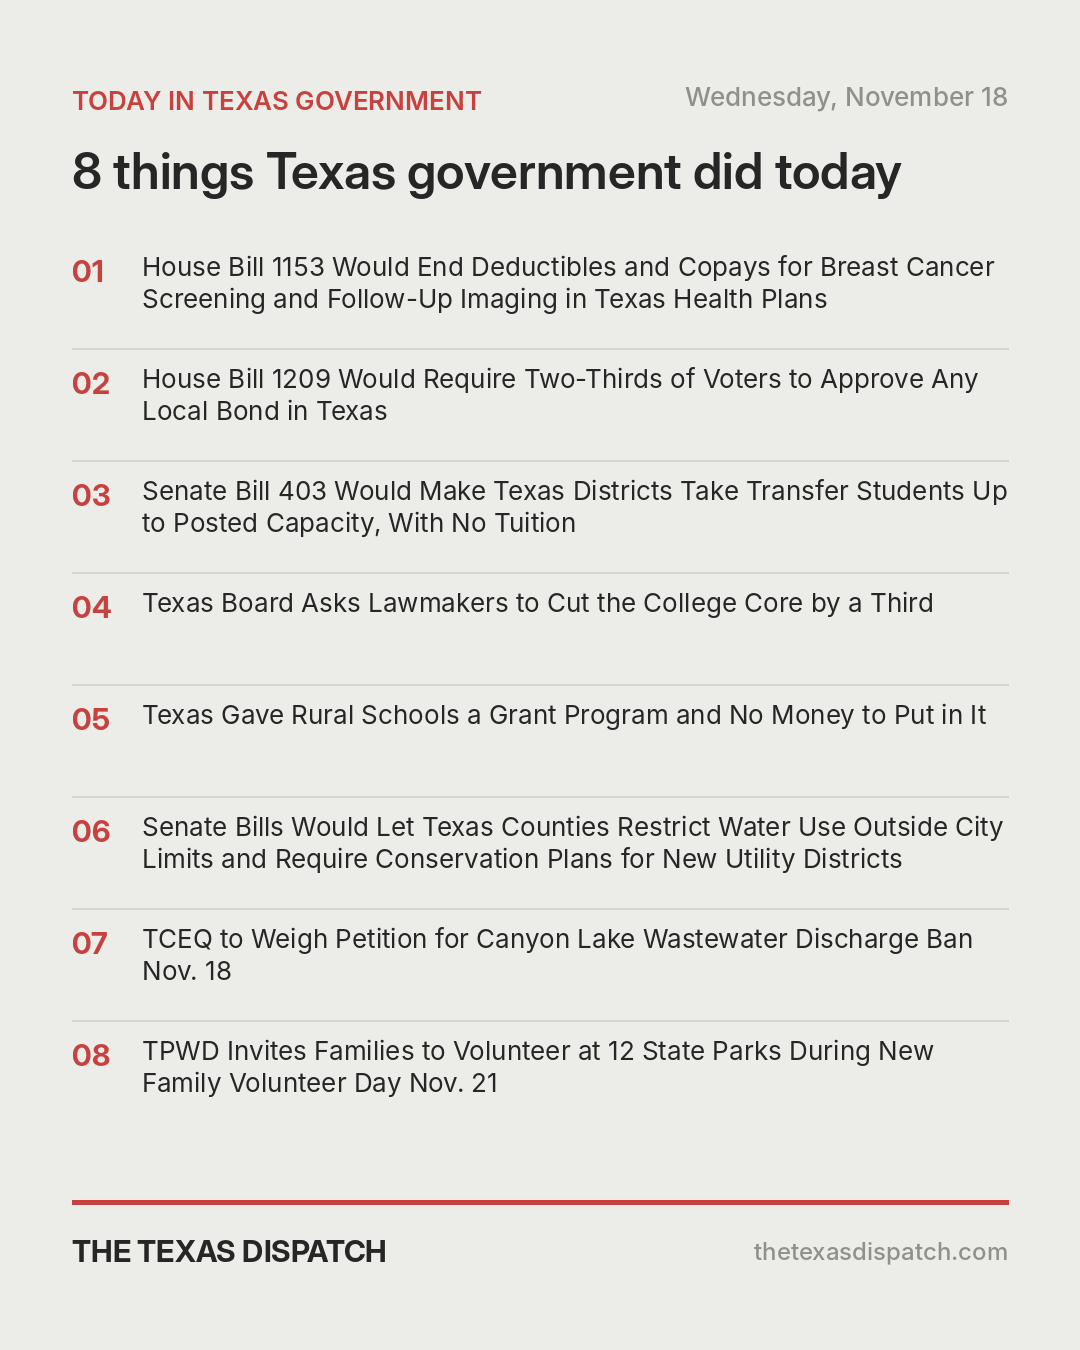 TODAY IN TEXAS GOVERNMENT
Wednesday, November 18
8 things Texas government did today
01
House Bill 1153 Would End Deductibles and Copays for Breast Cancer
Screening and Follow-Up Imaging in Texas Health Plans
02
House Bill 1209 Would Require Two-Thirds of Voters to Approve Any
Local Bond in Texas
03
Senate Bill 403 Would Make Texas Districts Take Transfer Students Up
to Posted Capacity, With No Tuition
04
Texas Board Asks Lawmakers to Cut the College Core by a Third
05
Texas Gave Rural Schools a Grant Program and No Money to Put in It
06
Senate Bills Would Let Texas Counties Restrict Water Use Outside City
Limits and Require Conservation Plans for New Utility Districts
07
TCEQ to Weigh Petition for Canyon Lake Wastewater Discharge Ban
Nov. 18
08
TPWD Invites Families to Volunteer at 12 State Parks During New
Family Volunteer Day Nov. 21
THE TEXAS DISPATCH
thetexasdispatch.com